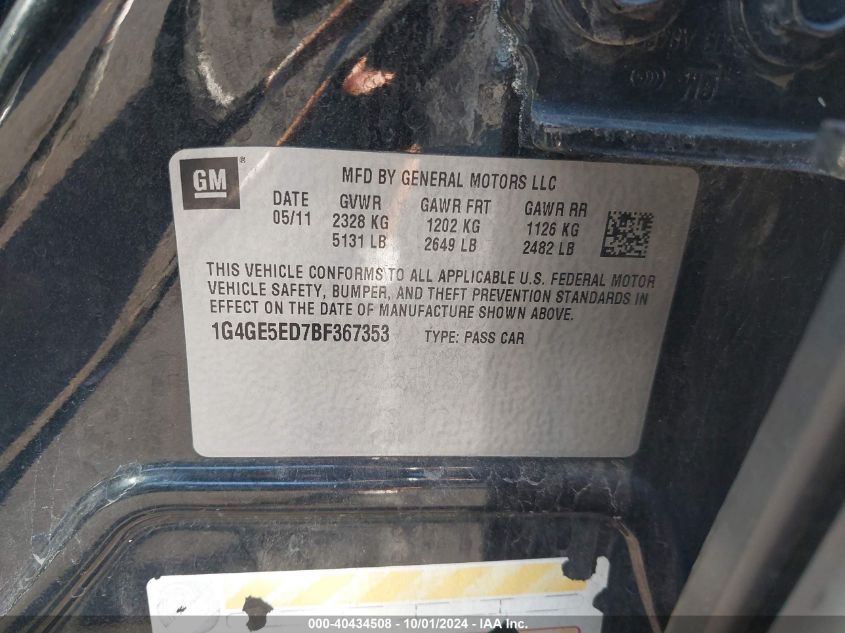 GM ®
MFD BY GENERAL MOTORS LLC
DATE GVWR GAWR FRT GAWR RR
05/11 2328 KG 1202 KG 1126 KG
5131 LB 2649 LB 2482 LB
THIS VEHICLE CONFORMS TO ALL APPLICABLE U.S. FEDERAL MOTOR
VEHICLE SAFETY, BUMPER, AND THEFT PREVENTION STANDARDS IN
EFFECT ON THE DATE OF MANUFACTURE SHOWN ABOVE.
1G4GE5ED7BF367353 TYPE: PASS CAR
000-40434508 - 10/01/2024 - IAA Inc.